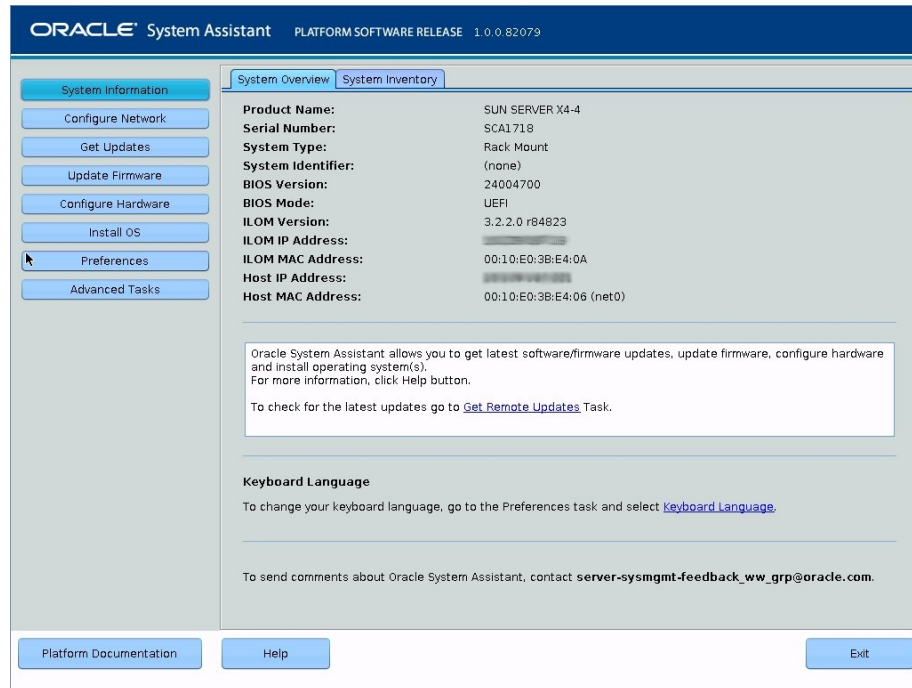 ORACLE System Assistant PLATFORM SOFTWARE RELEASE 1.0.0.82079
System Information
Configure Network
Get Updates
Update Firmware
Configure Hardware
Install OS
Preferences
Advanced Tasks
System Overview System Inventory
Product Name: SUN SERVER X4-4
Serial Number: SCA1718
System Type: Rack Mount
System Identifier: (none)
BIOS Version: 24004700
BIOS Mode: UEFI
ILOM Version: 3.2.2.0 r84823
ILOM IP Address:
ILOM MAC Address: 00:10:E0:3B:E4:0A
Host IP Address:
Host MAC Address: 00:10:E0:3B:E4:06 (net0)
Oracle System Assistant allows you to get latest software/firmware updates, update firmware, configure hardware
and install operating system(s).
For more information, click Help button.
To check for the latest updates go to Get Remote Updates Task.
Keyboard Language
To change your keyboard language, go to the Preferences task and select Keyboard Language.
To send comments about Oracle System Assistant, contact server-sysmgmt-feedback_ww_grp@oracle.com.
Platform Documentation Help Exit